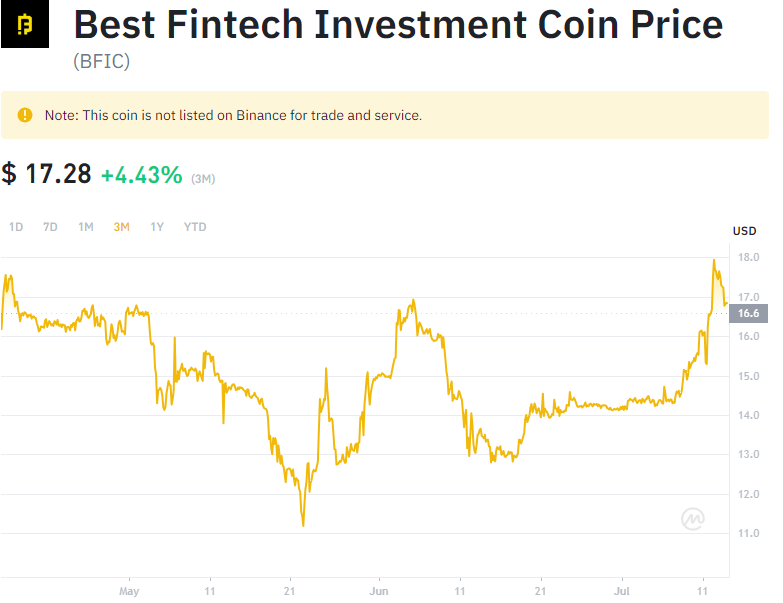 Best Fintech Investment Coin Price
(BFIC)
Note: This coin is not listed on Binance for trade and service.
$ 17.28 +4.43% (3M)
1D 7D 1M 3M 1Y YTD
USD
18.0
17.0
16.6
16.0
15.0
14.0
13.0
12.0
11.0
May 11 21 Jun 11 21 Jul 11